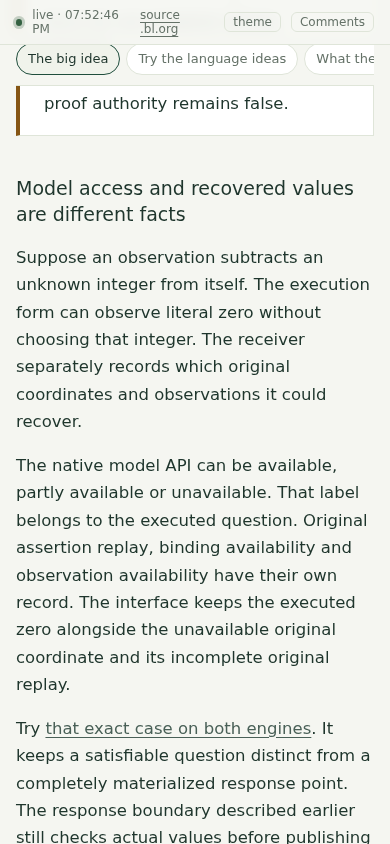 live · 07:52:46 PM
source.bl.org
theme
Comments
The big idea
Try the language ideas
What the
proof authority remains false.
Model access and recovered values
are different facts
Suppose an observation subtracts an
unknown integer from itself. The execution
form can observe literal zero without
choosing that integer. The receiver
separately records which original
coordinates and observations it could
recover.
The native model API can be available,
partly available or unavailable. That label
belongs to the executed question. Original
assertion replay, binding availability and
observation availability have their own
record. The interface keeps the executed
zero alongside the unavailable original
coordinate and its incomplete original
replay.
Try that exact case on both engines. It
keeps a satisfiable question distinct from a
completely materialized response point.
The response boundary described earlier
still checks actual values before publishing